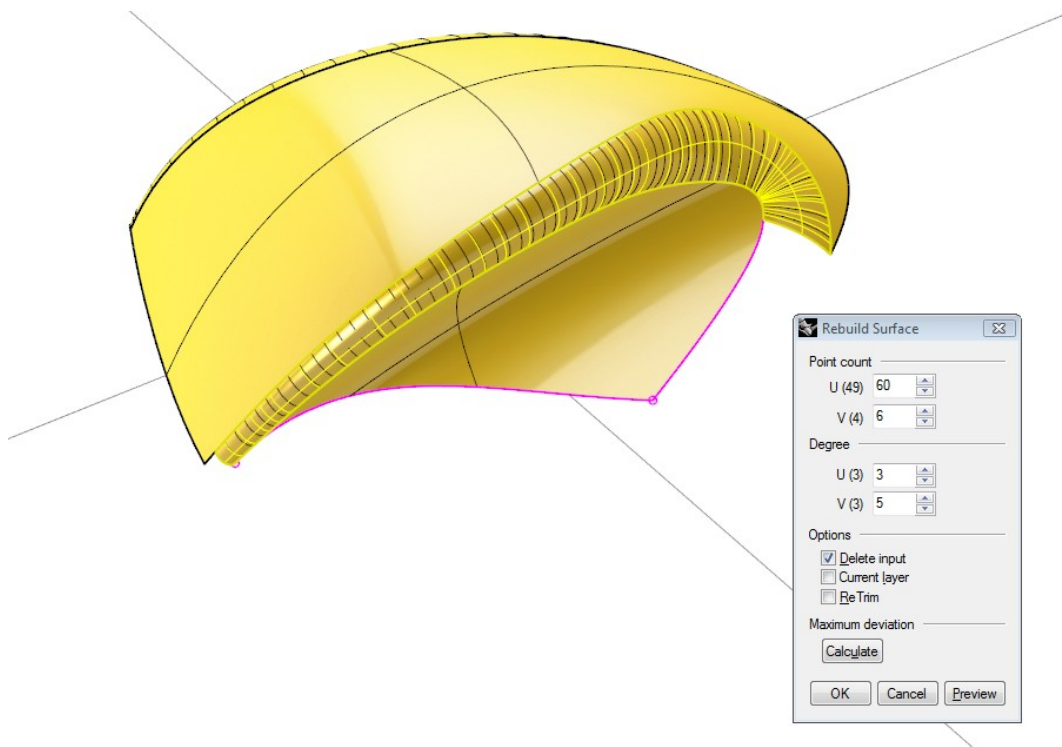 Rebuild Surface
Point count
U (49) 60
V (4) 6
Degree
U (3) 3
V (3) 5
Options
Delete input
Current layer
ReTrim
Maximum deviation
Calculate
OK Cancel Preview